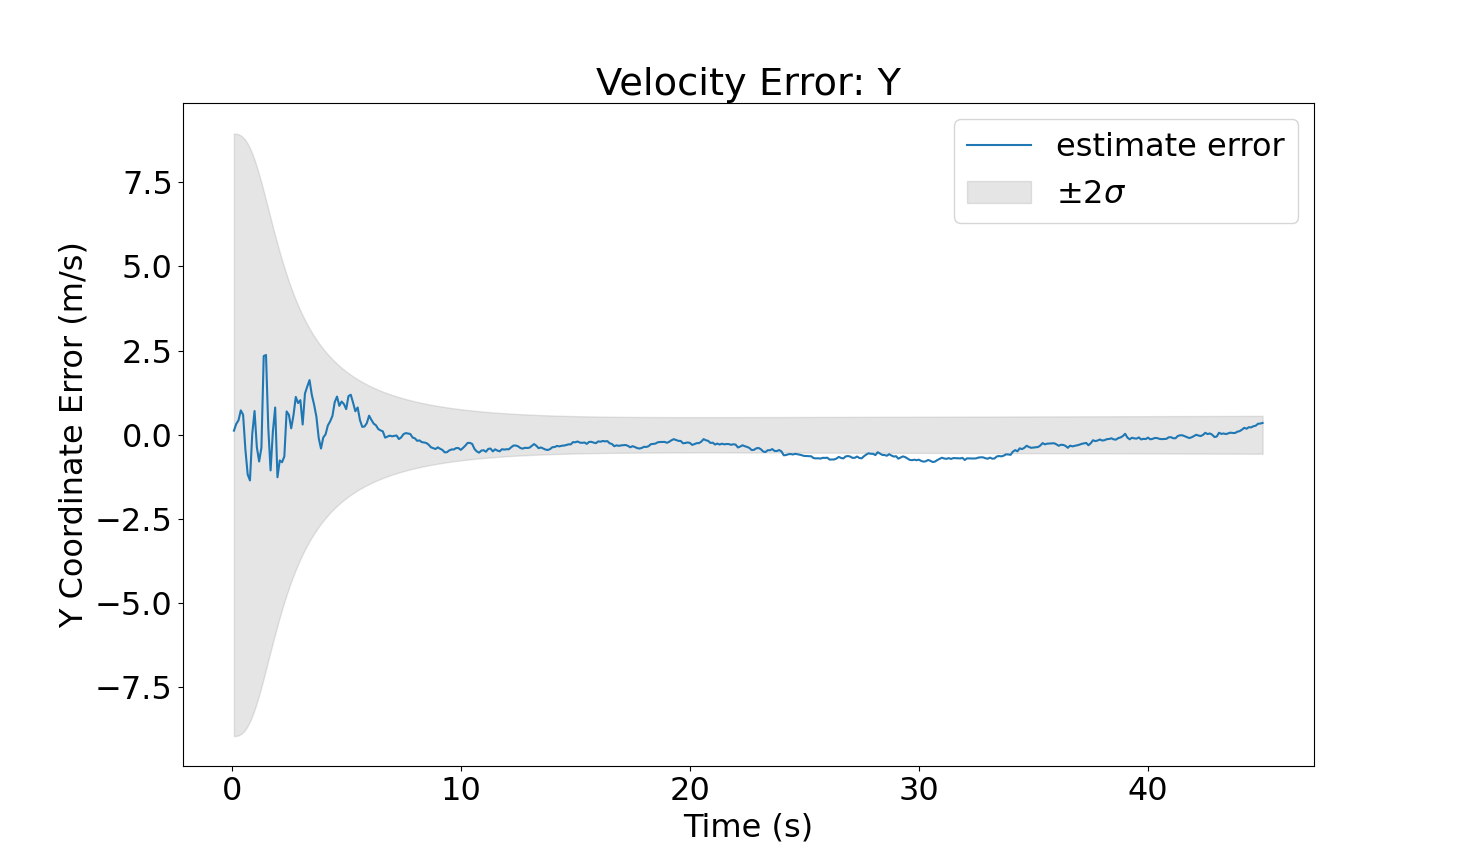 Velocity Error: Y
estimate error
±2σ
Y Coordinate Error (m/s)
7.5
5.0
2.5
0.0
−2.5
−5.0
−7.5
0 10 20 30 40
Time (s)